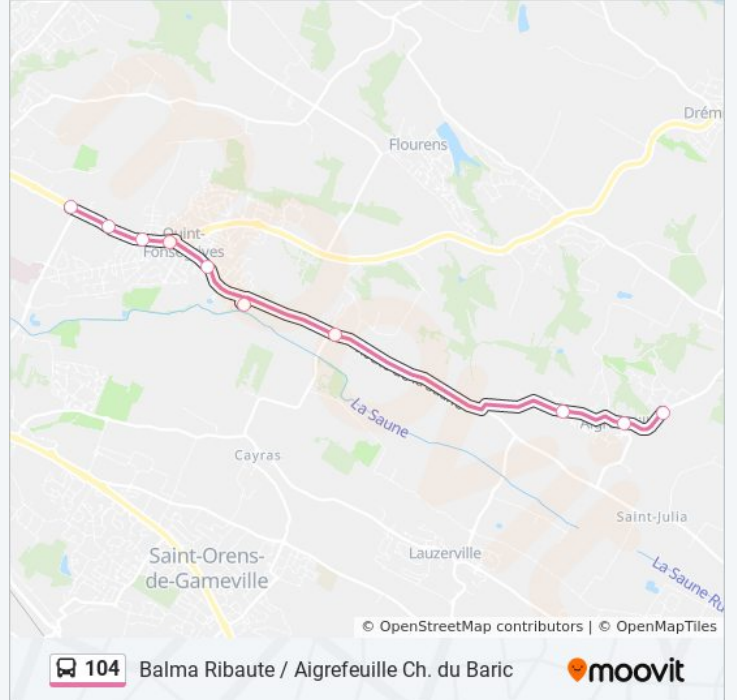 Drém
Flourens
Quint-
Fonsegrives
La Saune
Cayras
Saint-Julia
Saint-Orens-
de-Gameville
Lauzerville
La Saune Ru
© OpenStreetMap contributors | © OpenMapTiles
104 Balma Ribaute / Aigrefeuille Ch. du Baric moovit